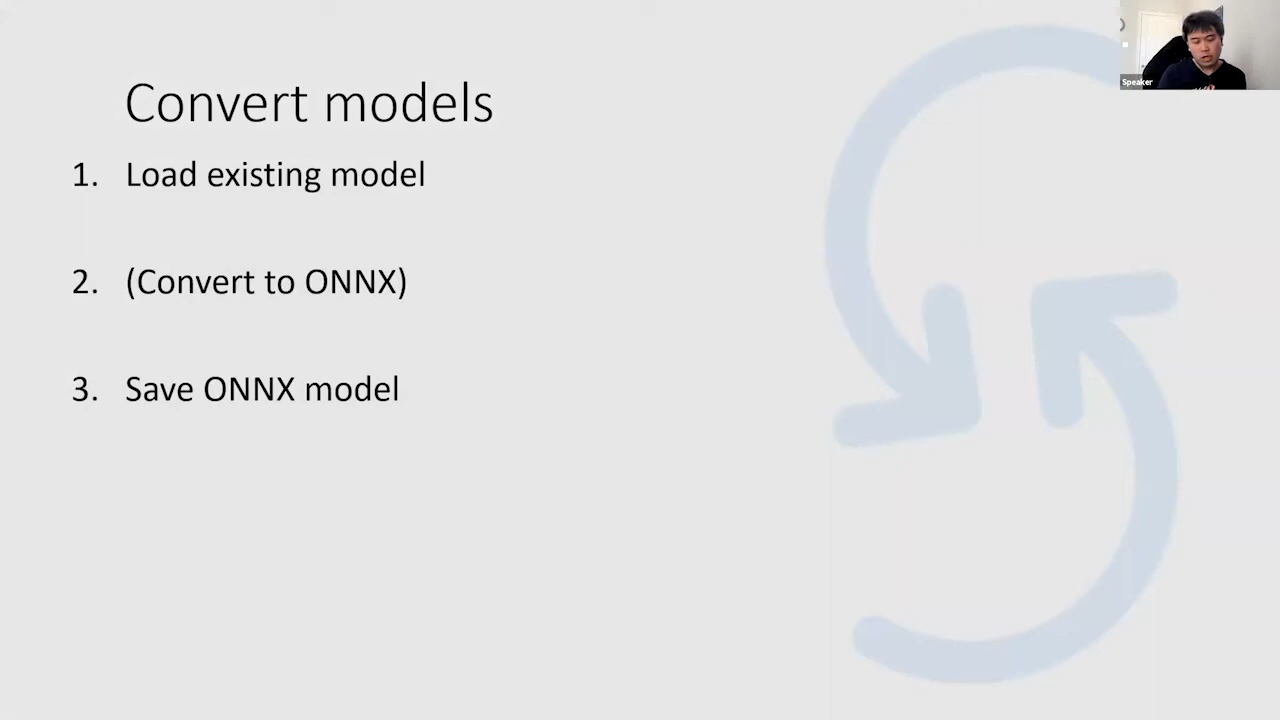 Convert models
1. Load existing model
2. (Convert to ONNX)
3. Save ONNX model
Speaker